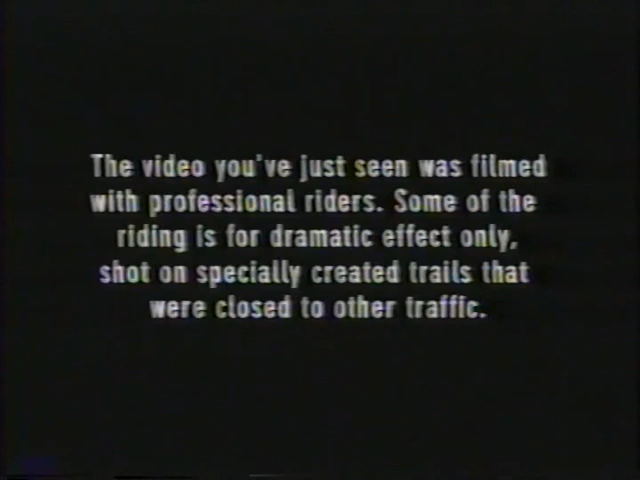 The video you've just seen was filmed
with professional riders. Some of the
riding is for dramatic effect only,
shot on specially created trails that
were closed to other traffic.